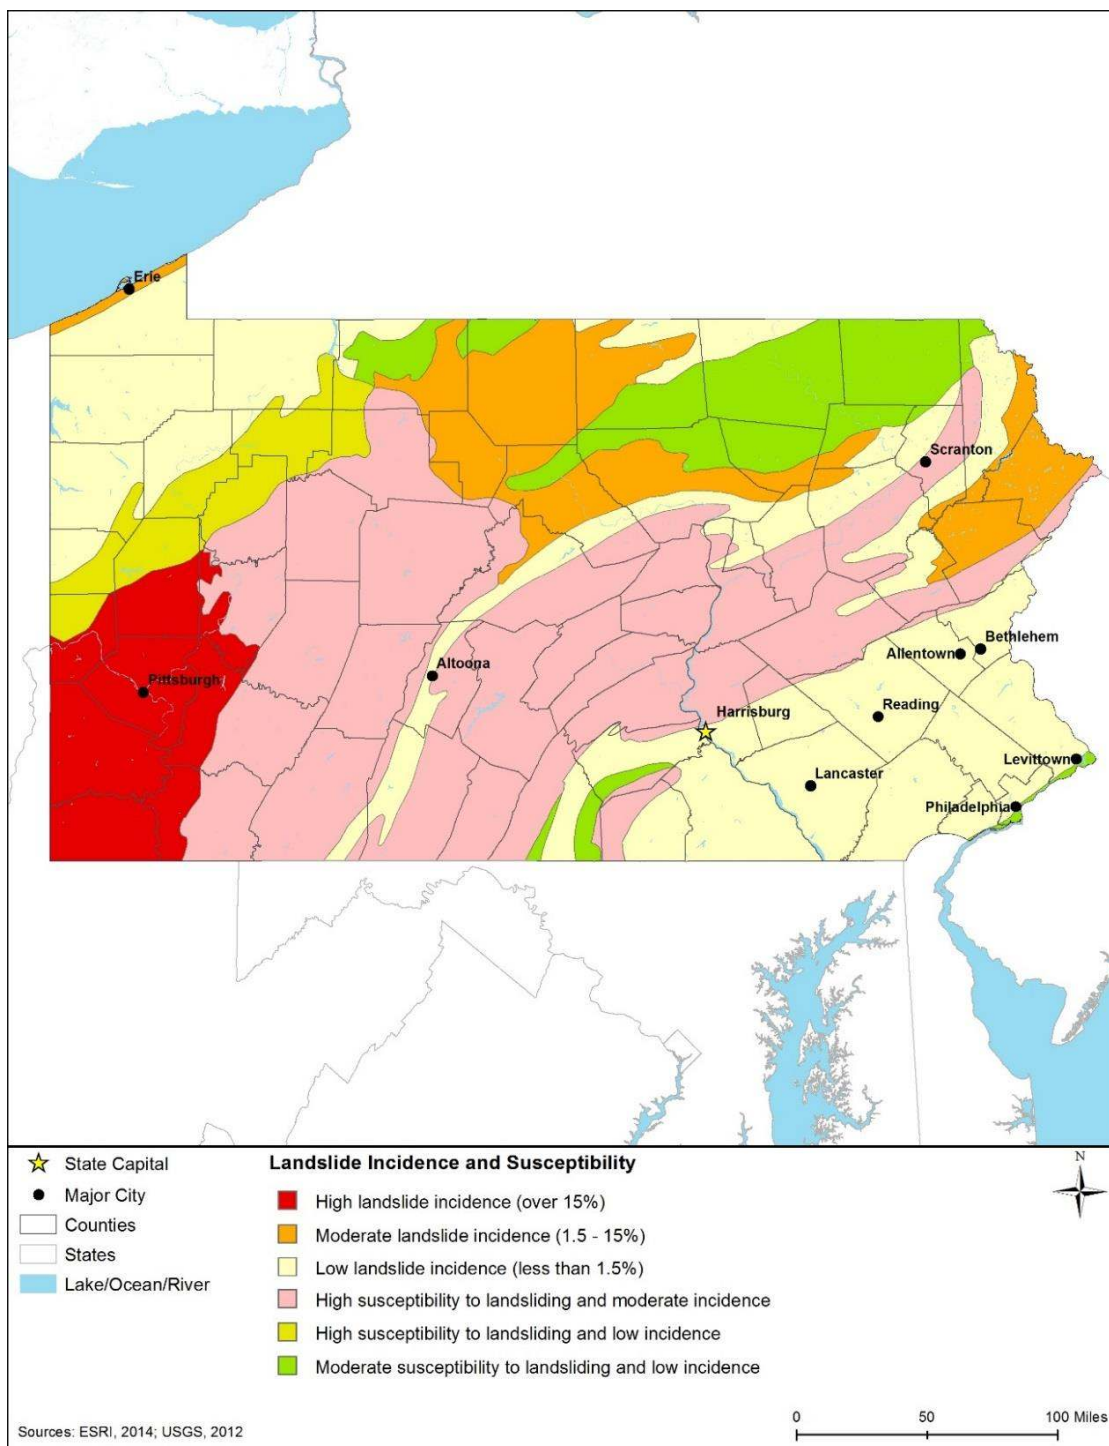 Erie
Scranton
Bethlehem
Allentown
Altoona
Pittsburgh
Reading
Harrisburg
Levittown
Lancaster
Philadelphia
State Capital
Major City
Counties
States
Lake/Ocean/River
Landslide Incidence and Susceptibility
High landslide incidence (over 15%)
Moderate landslide incidence (1.5 - 15%)
Low landslide incidence (less than 1.5%)
High susceptibility to landsliding and moderate incidence
High susceptibility to landsliding and low incidence
Moderate susceptibility to landsliding and low incidence
N
0 50 100 Miles
Sources: ESRI, 2014; USGS, 2012